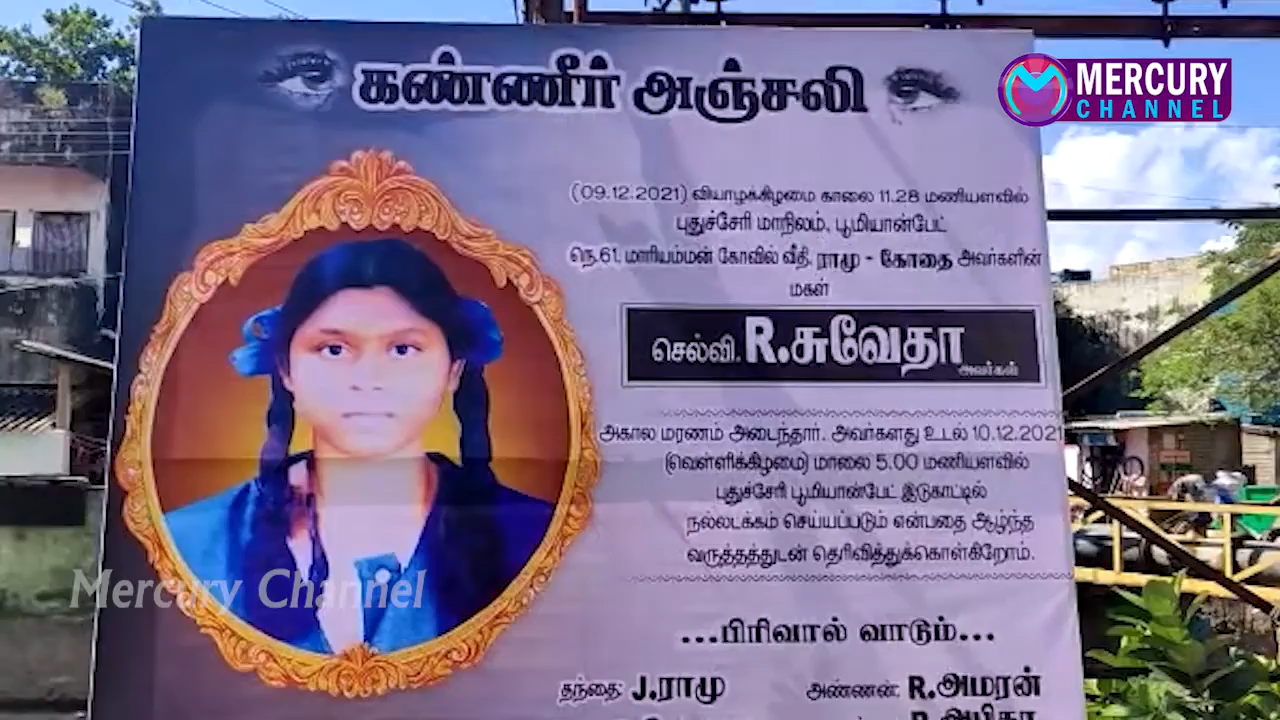 கண்ணீர் அஞ்சலி
MERCURY
CHANNEL
(09.12.2021) வியாழக்கிழமை காலை 11.28 மணியளவில்
புதுச்சேரி மாநிலம், பூமியான்பேட்
நெ.61, மாரியம்மன் கோவில் வீதி, ராமு - கோதை அவர்களின்
மகள்
செல்வி. R.சுவேதா
அவர்கள்
அகால மரணம் அடைந்தார். அவர்களது உடல் 10.12.2021
(வெள்ளிக்கிழமை) மாலை 5.00 மணியளவில்
புதுச்சேரி பூமியான்பேட் இடுகாட்டில்
நல்லடக்கம் செய்யப்படும் என்பதை ஆழ்ந்த
வருத்தத்துடன் தெரிவித்துக்கொள்கிறோம்.
Mercury Channel
...பிரிவால் வாடும்...
தந்தை: J.ராமு அண்ணன்: R.அமரன்